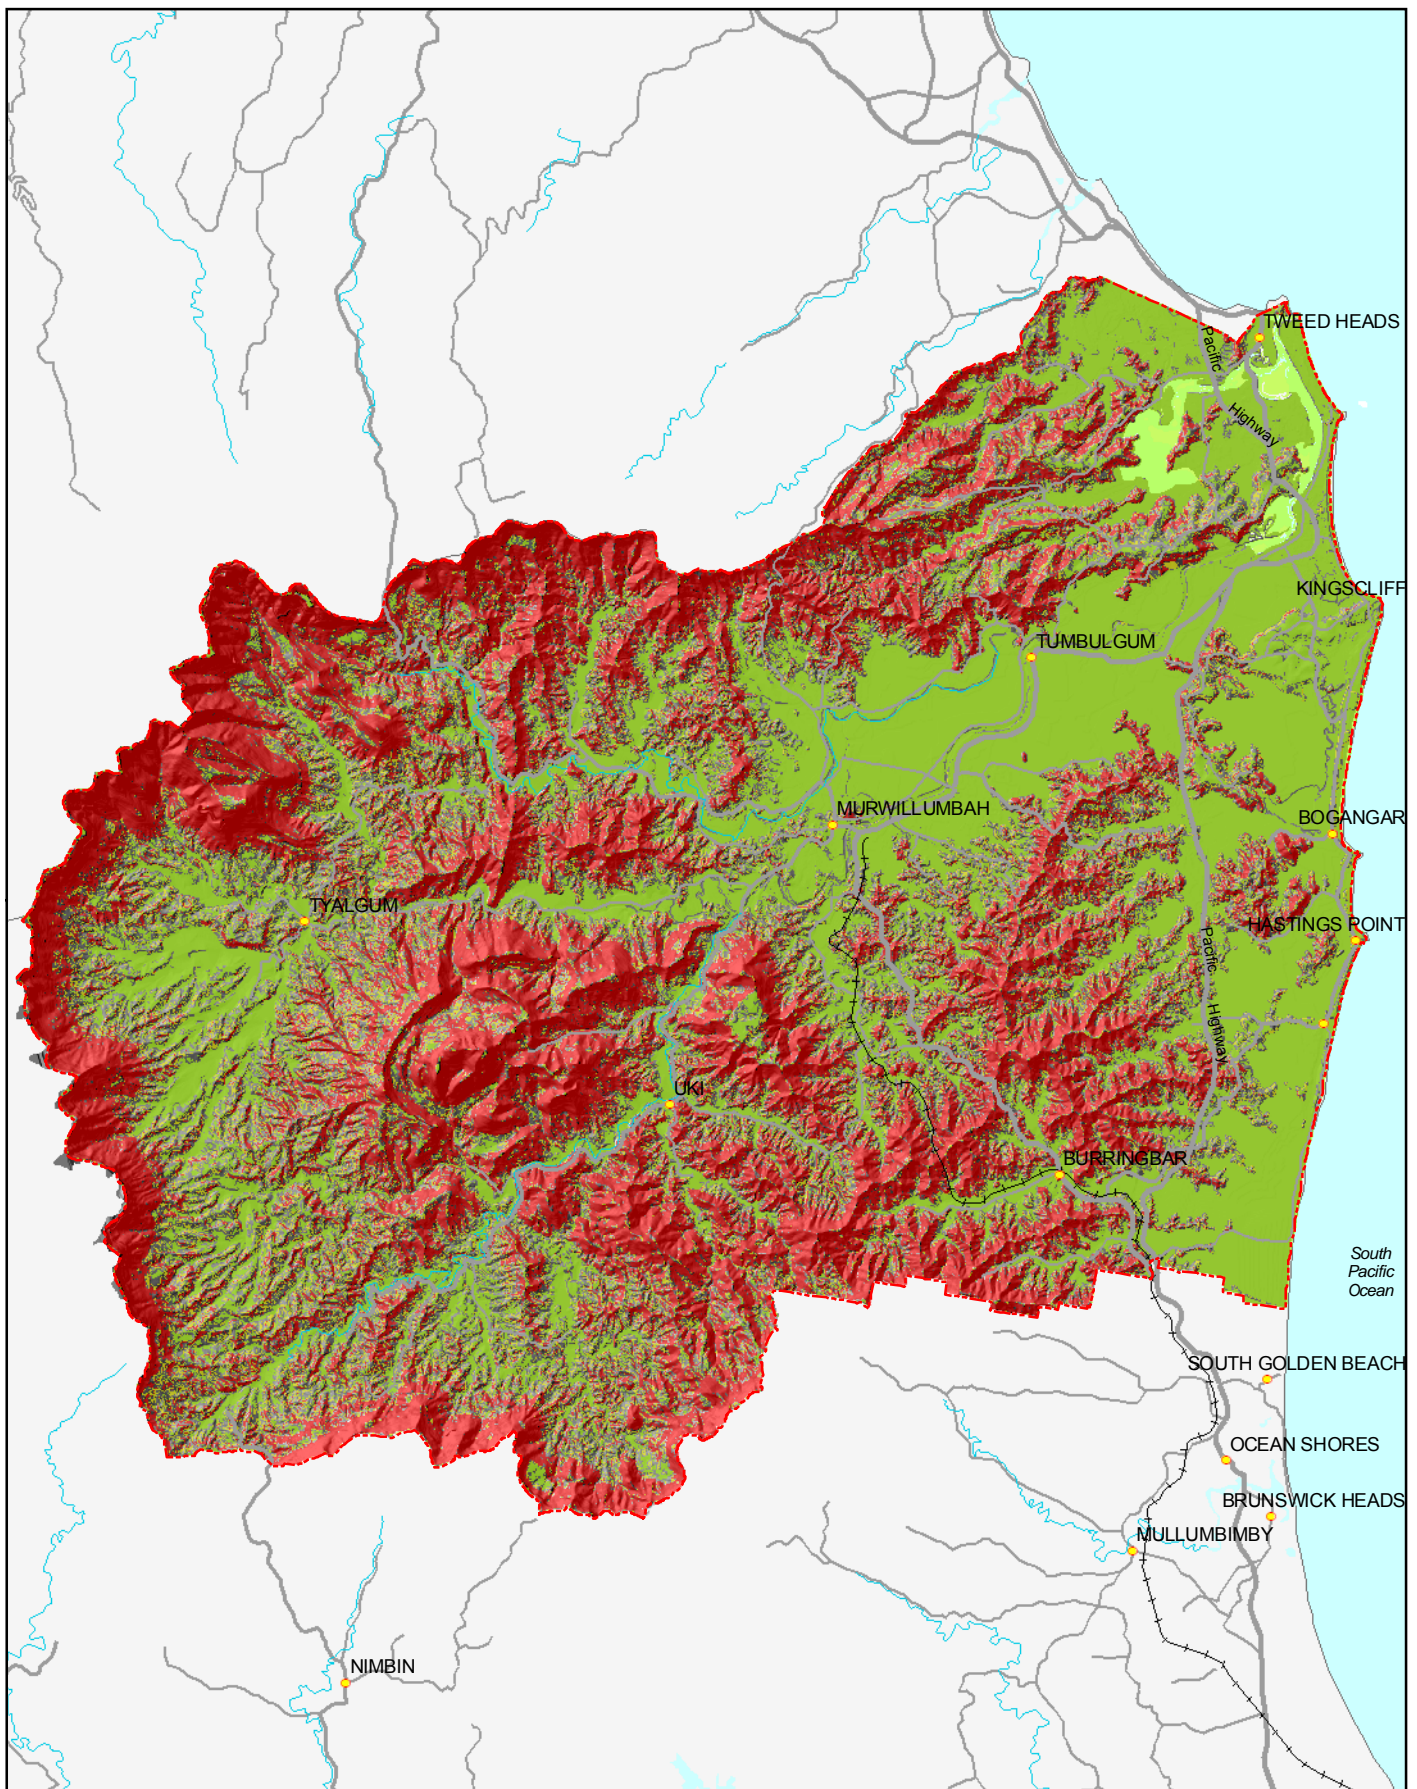 TWEED HEADS
Pacific
Highway
KINGSCLIFF
TUMBULGUM
MURWILLUMBAH
BOGANGAR
TYALGUM
HASTINGS POINT
Pacific
Highway
UKI
BURRINGBAR
South
Pacific
Ocean
SOUTH GOLDEN BEACH
OCEAN SHORES
BRUNSWICK HEADS
MULLUMBIMBY
NIMBIN